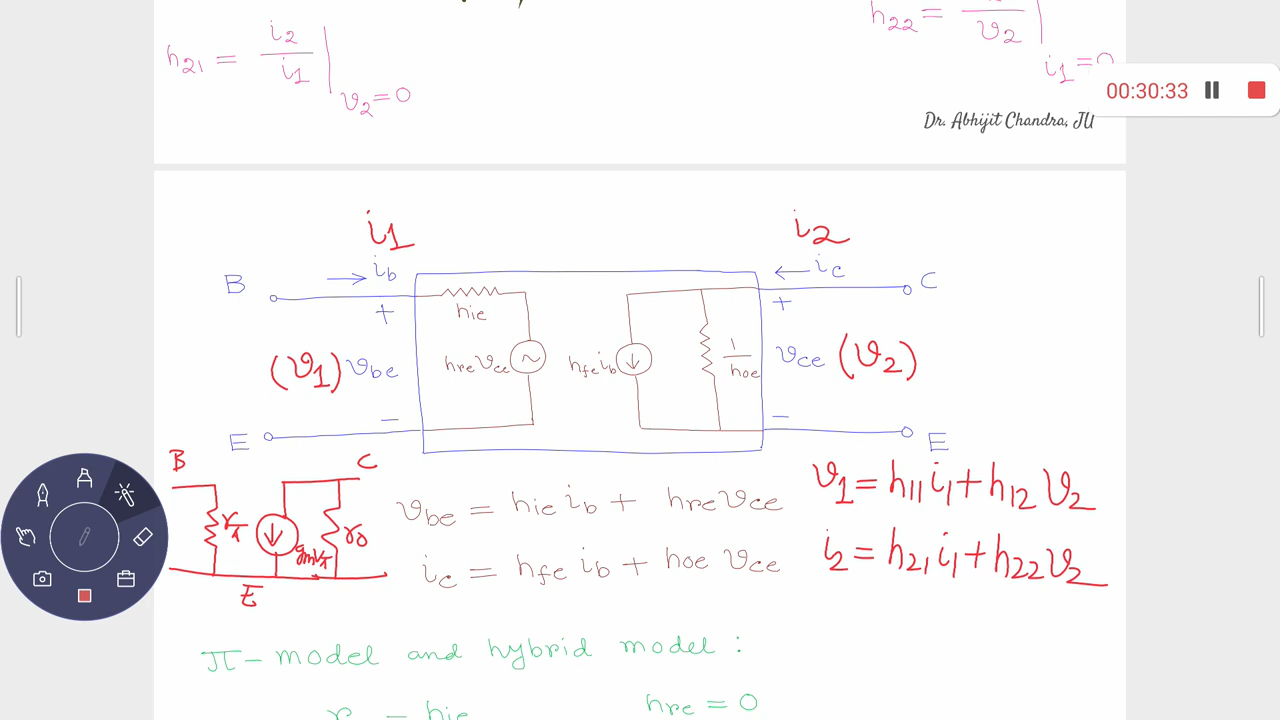 h21 = i2 / i1 | v2=0
h22 = / v2 | i1=0
00:30:33
Dr. Abhijit Chandra, JU
i1
i2
B
ib
ic
C
+
hie
+
(v1) vbe
hre vce
~
hfe ib
1 / hoe
vce (v2)
−
−
E
E
B
C
rπ
gmvπ
r0
E
vbe = hie ib + hre vce
v1 = h11 i1 + h12 v2
ic = hfe ib + hoe vce
i2 = h21 i1 + h22 v2
π-model and hybrid model :
= hie
hre = 0